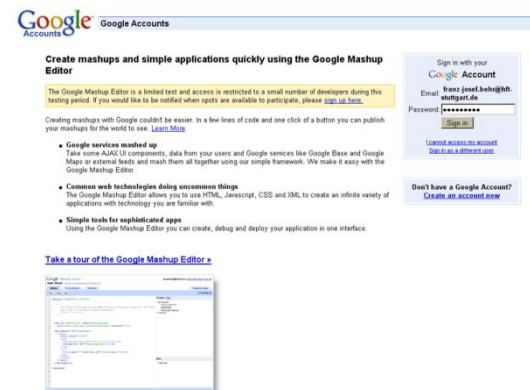 Google
Accounts
Google Accounts
Create mashups and simple applications quickly using the Google Mashup
Editor
The Google Mashup Editor is a limited test and access is restricted to a small number of developers during this
testing period. If you would like to be notified when spots are available to participate, please sign up here.
Creating mashups with Google couldn't be easier. In a few lines of code and one click of a button you can publish
your mashups for the world to see. Learn More
Google services mashed up
Take some AJAX UI components, data from your users and Google services like Google Base and Google
Maps or external feeds and mash them all together using our simple framework. We make it easy with the
Google Mashup Editor.
Common web technologies doing uncommon things
The Google Mashup Editor allows you to use HTML, Javascript, CSS and XML to create an infinite variety of
applications with technology you are familiar with.
Simple tools for sophisticated apps
Using the Google Mashup Editor you can create, debug and deploy your application in one interface.
Take a tour of the Google Mashup Editor »
Sign in with your
Google Account
Email: franz-josef.behr@hft-
stuttgart.de
Password:
Sign in
I cannot access my account
Sign in as a different user
Don't have a Google Account?
Create an account now